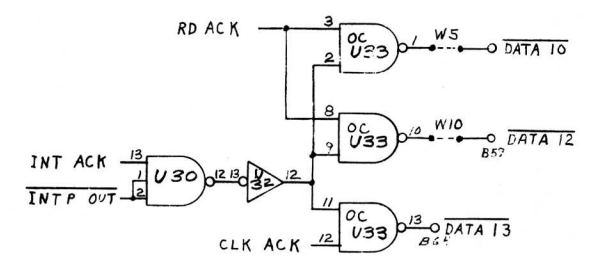 RD ACK
3
OC
U33
1
W5
DATA 10
2
8
OC
U33
10
W10
DATA 12
9
INT ACK
13
1
U30
12
13
U
32
12
INTP OUT
2
11
OC
U33
13
DATA 13
CLK ACK
12